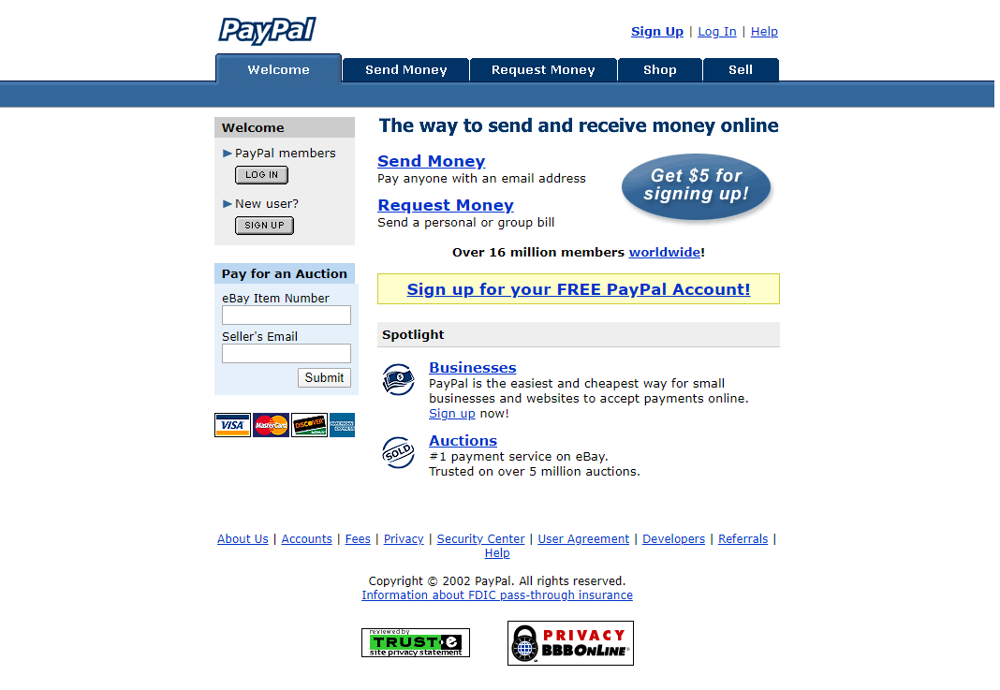 PayPal
Sign Up | Log In | Help
Welcome
Send Money
Request Money
Shop
Sell
Welcome
PayPal members
LOG IN
New user?
SIGN UP
Pay for an Auction
eBay Item Number
Seller's Email
Submit
VISA
MasterCard
DISCOVER
AMERICAN EXPRESS
The way to send and receive money online
Send Money
Pay anyone with an email address
Request Money
Send a personal or group bill
Get $5 for
signing up!
Over 16 million members worldwide!
Sign up for your FREE PayPal Account!
Spotlight
Businesses
PayPal is the easiest and cheapest way for small
businesses and websites to accept payments online.
Sign up now!
SOLD
Auctions
#1 payment service on eBay.
Trusted on over 5 million auctions.
About Us | Accounts | Fees | Privacy | Security Center | User Agreement | Developers | Referrals |
Help
Copyright © 2002 PayPal. All rights reserved.
Information about FDIC pass-through insurance
reviewed by
TRUST·e
site privacy statement
PRIVACY
BBBOnLine®